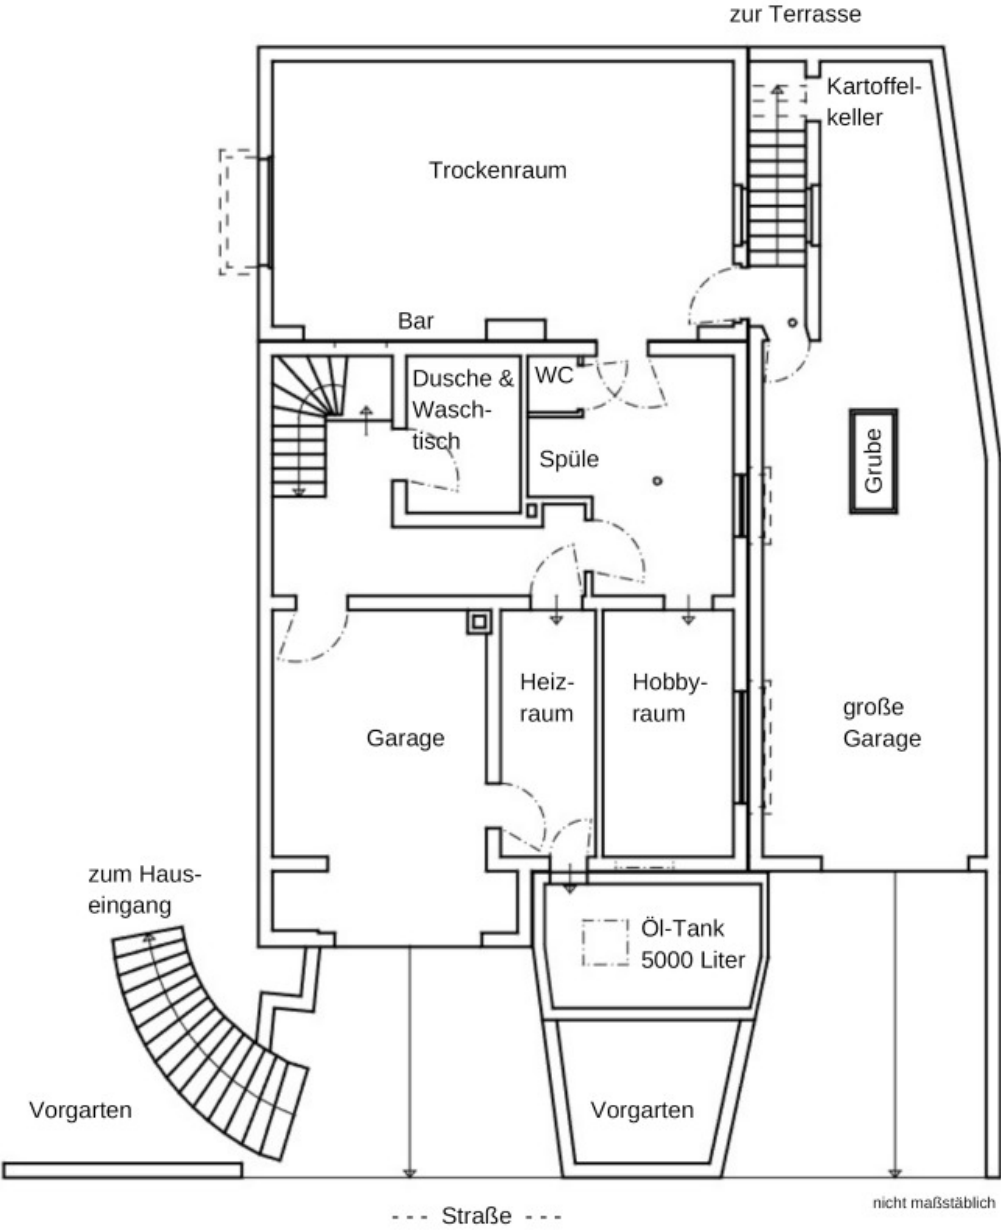 zur Terrasse
Kartoffel-
keller
Trockenraum
Bar
Dusche &
Wasch-
tisch
WC
Spüle
Grube
Heiz-
raum
Hobby-
raum
große
Garage
Garage
zum Haus-
eingang
Öl-Tank
5000 Liter
Vorgarten
Vorgarten
nicht maßstäblich
--- Straße ---